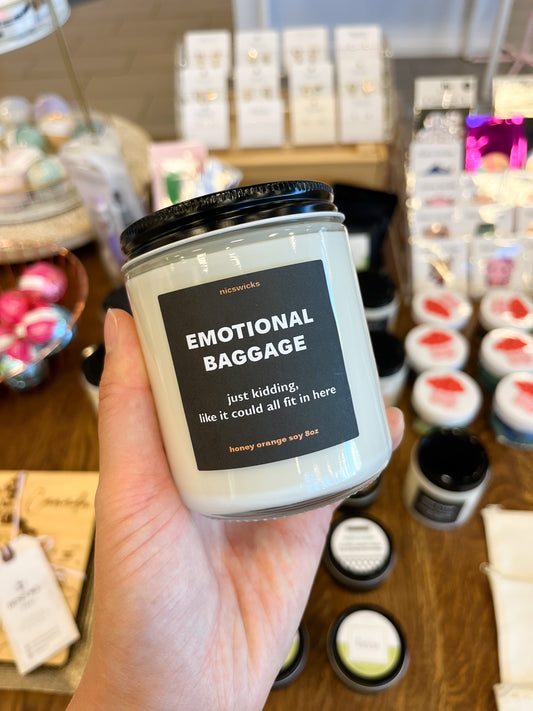 nicswicks
EMOTIONAL
BAGGAGE
just kidding,
like it could all fit in here
honey orange soy 8oz